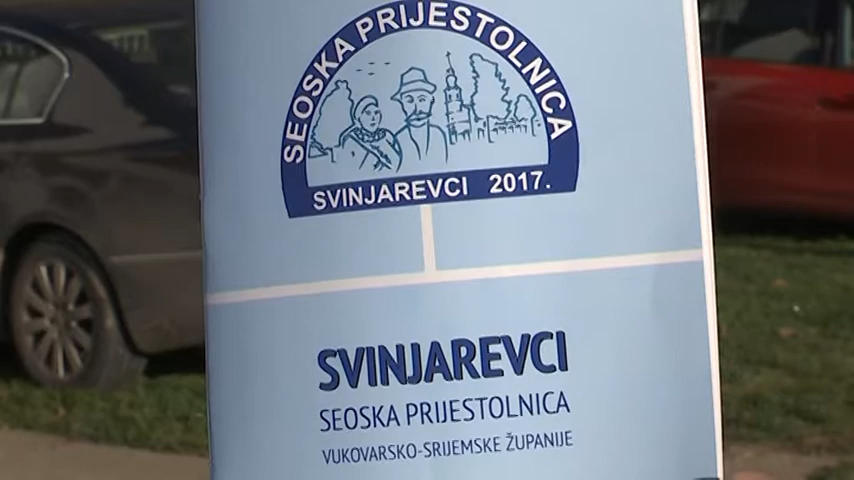 SEOSKA PRIJESTOLNICA
SVINJAREVCI 2017.
SVINJAREVCI
SEOSKA PRIJESTOLNICA
VUKOVARSKO-SRIJEMSKE ŽUPANIJE